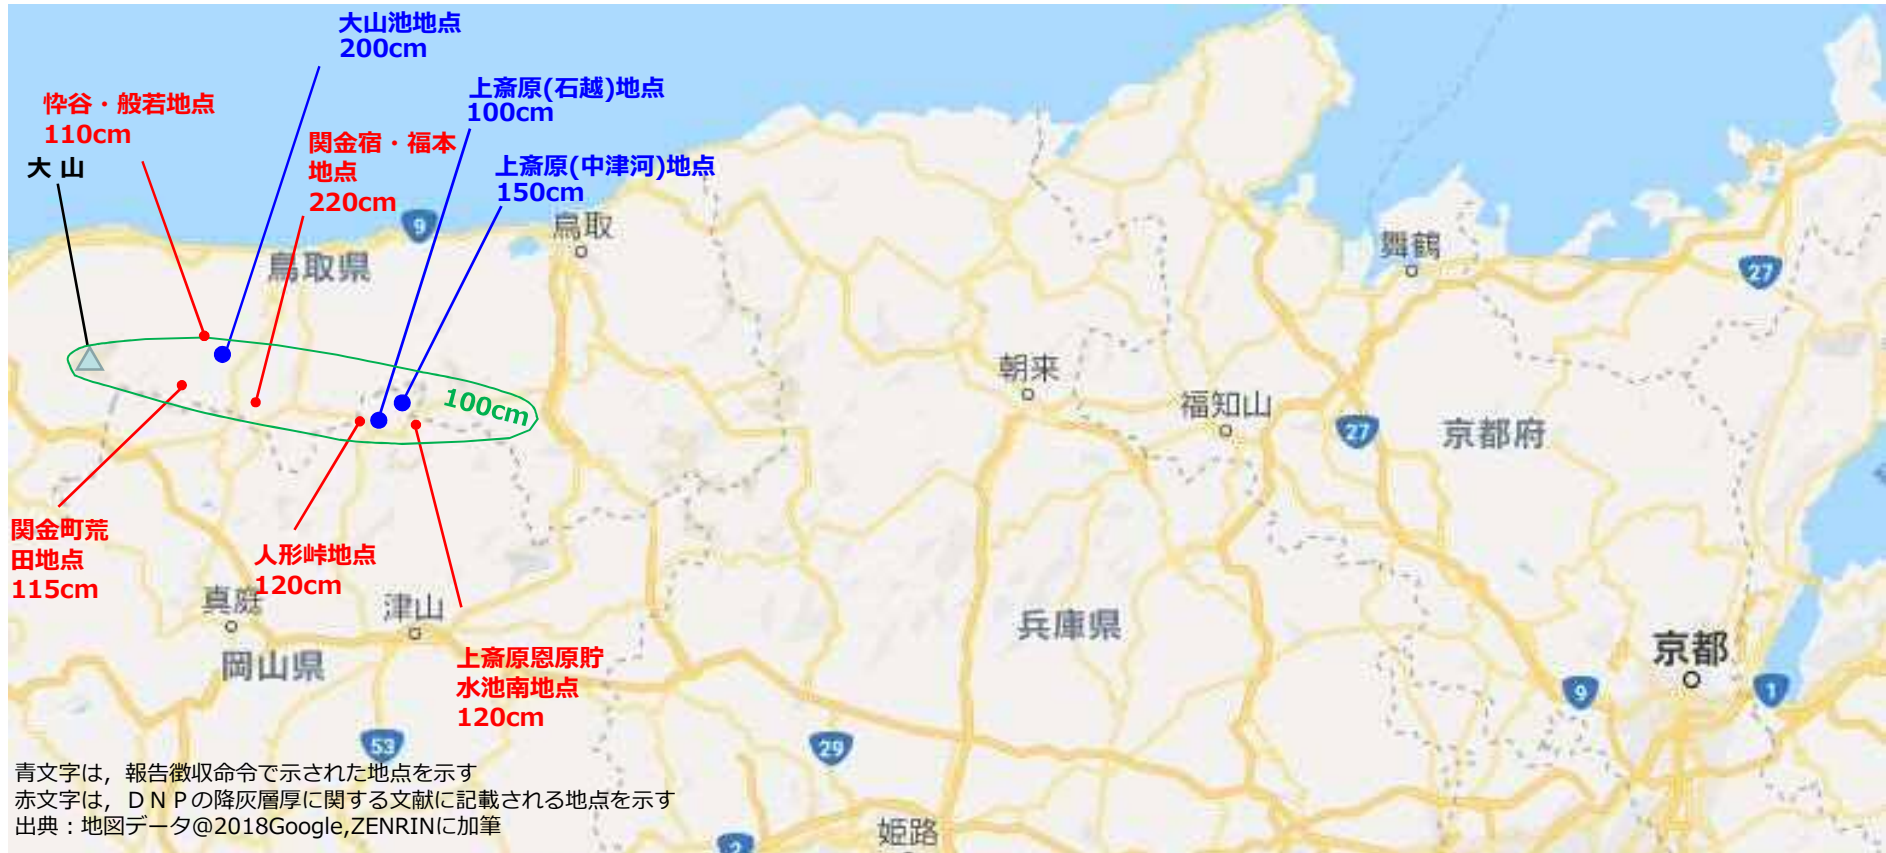 大山池地点
200cm
上斎原(石越)地点
100cm
忰谷・般若地点
110cm
関金宿・福本
地点
220cm
大 山
上斎原(中津河)地点
150cm
9
鳥取
鳥取県
舞鶴
27
朝来
100cm
福知山
27
京都府
関金町荒
田地点
115cm
人形峠地点
120cm
真庭
津山
岡山県
上斎原恩原貯
水池南地点
120cm
兵庫県
京都
9
1
53
29
青文字は，報告徴収命令で示された地点を示す
赤文字は，ＤＮＰの降灰層厚に関する文献に記載される地点を示す
出典：地図データ@2018Google,ZENRINに加筆
姫路
2